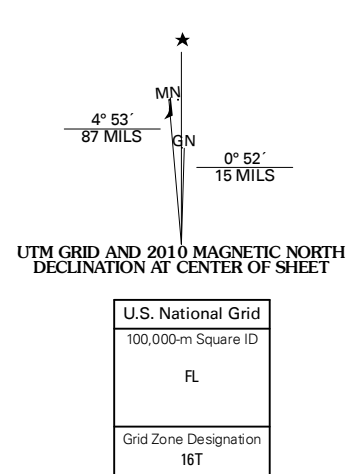 MN
4° 53´
87 MILS
GN
0° 52´
15 MILS
UTM GRID AND 2010 MAGNETIC NORTH
DECLINATION AT CENTER OF SHEET
U.S. National Grid
100,000-m Square ID
FL
Grid Zone Designation
16T